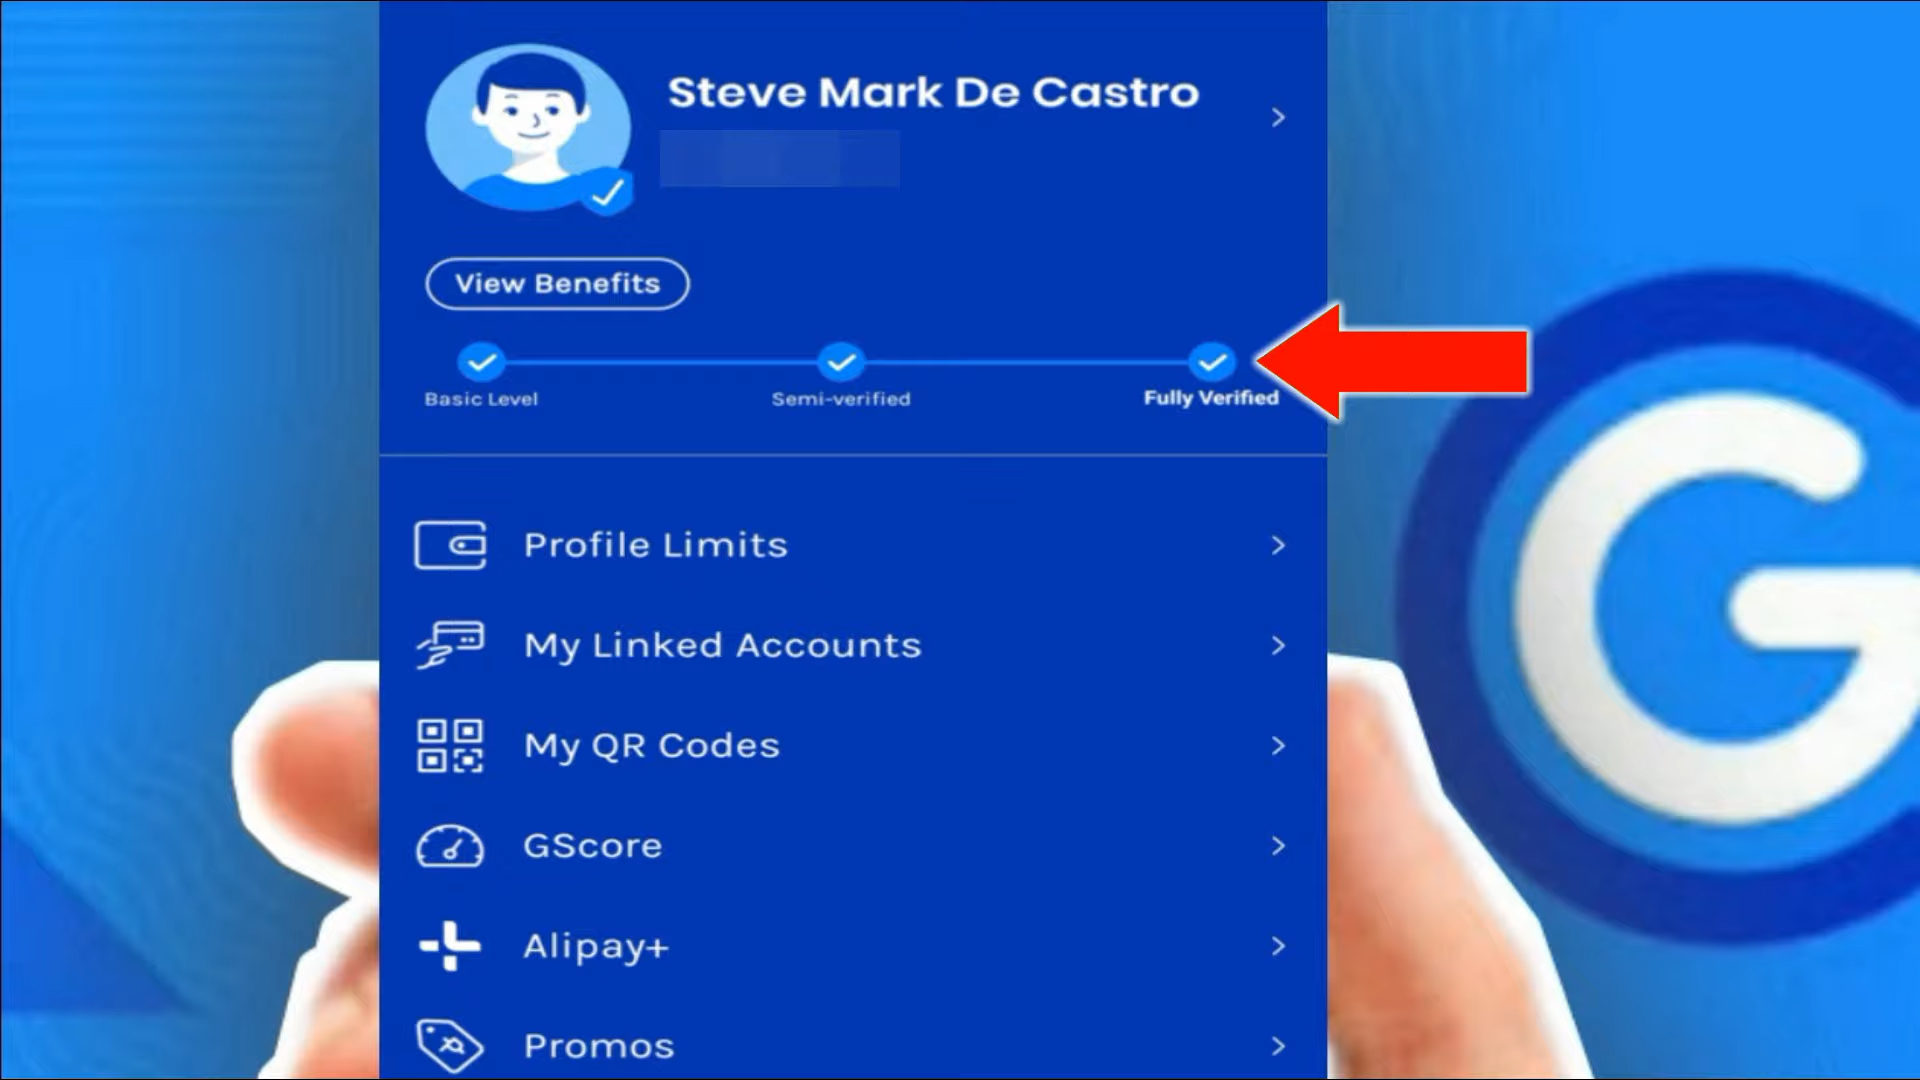 Steve Mark De Castro
View Benefits
Basic Level
Semi-verified
Fully Verified
Profile Limits
My Linked Accounts
My QR Codes
GScore
Alipay+
Promos
G